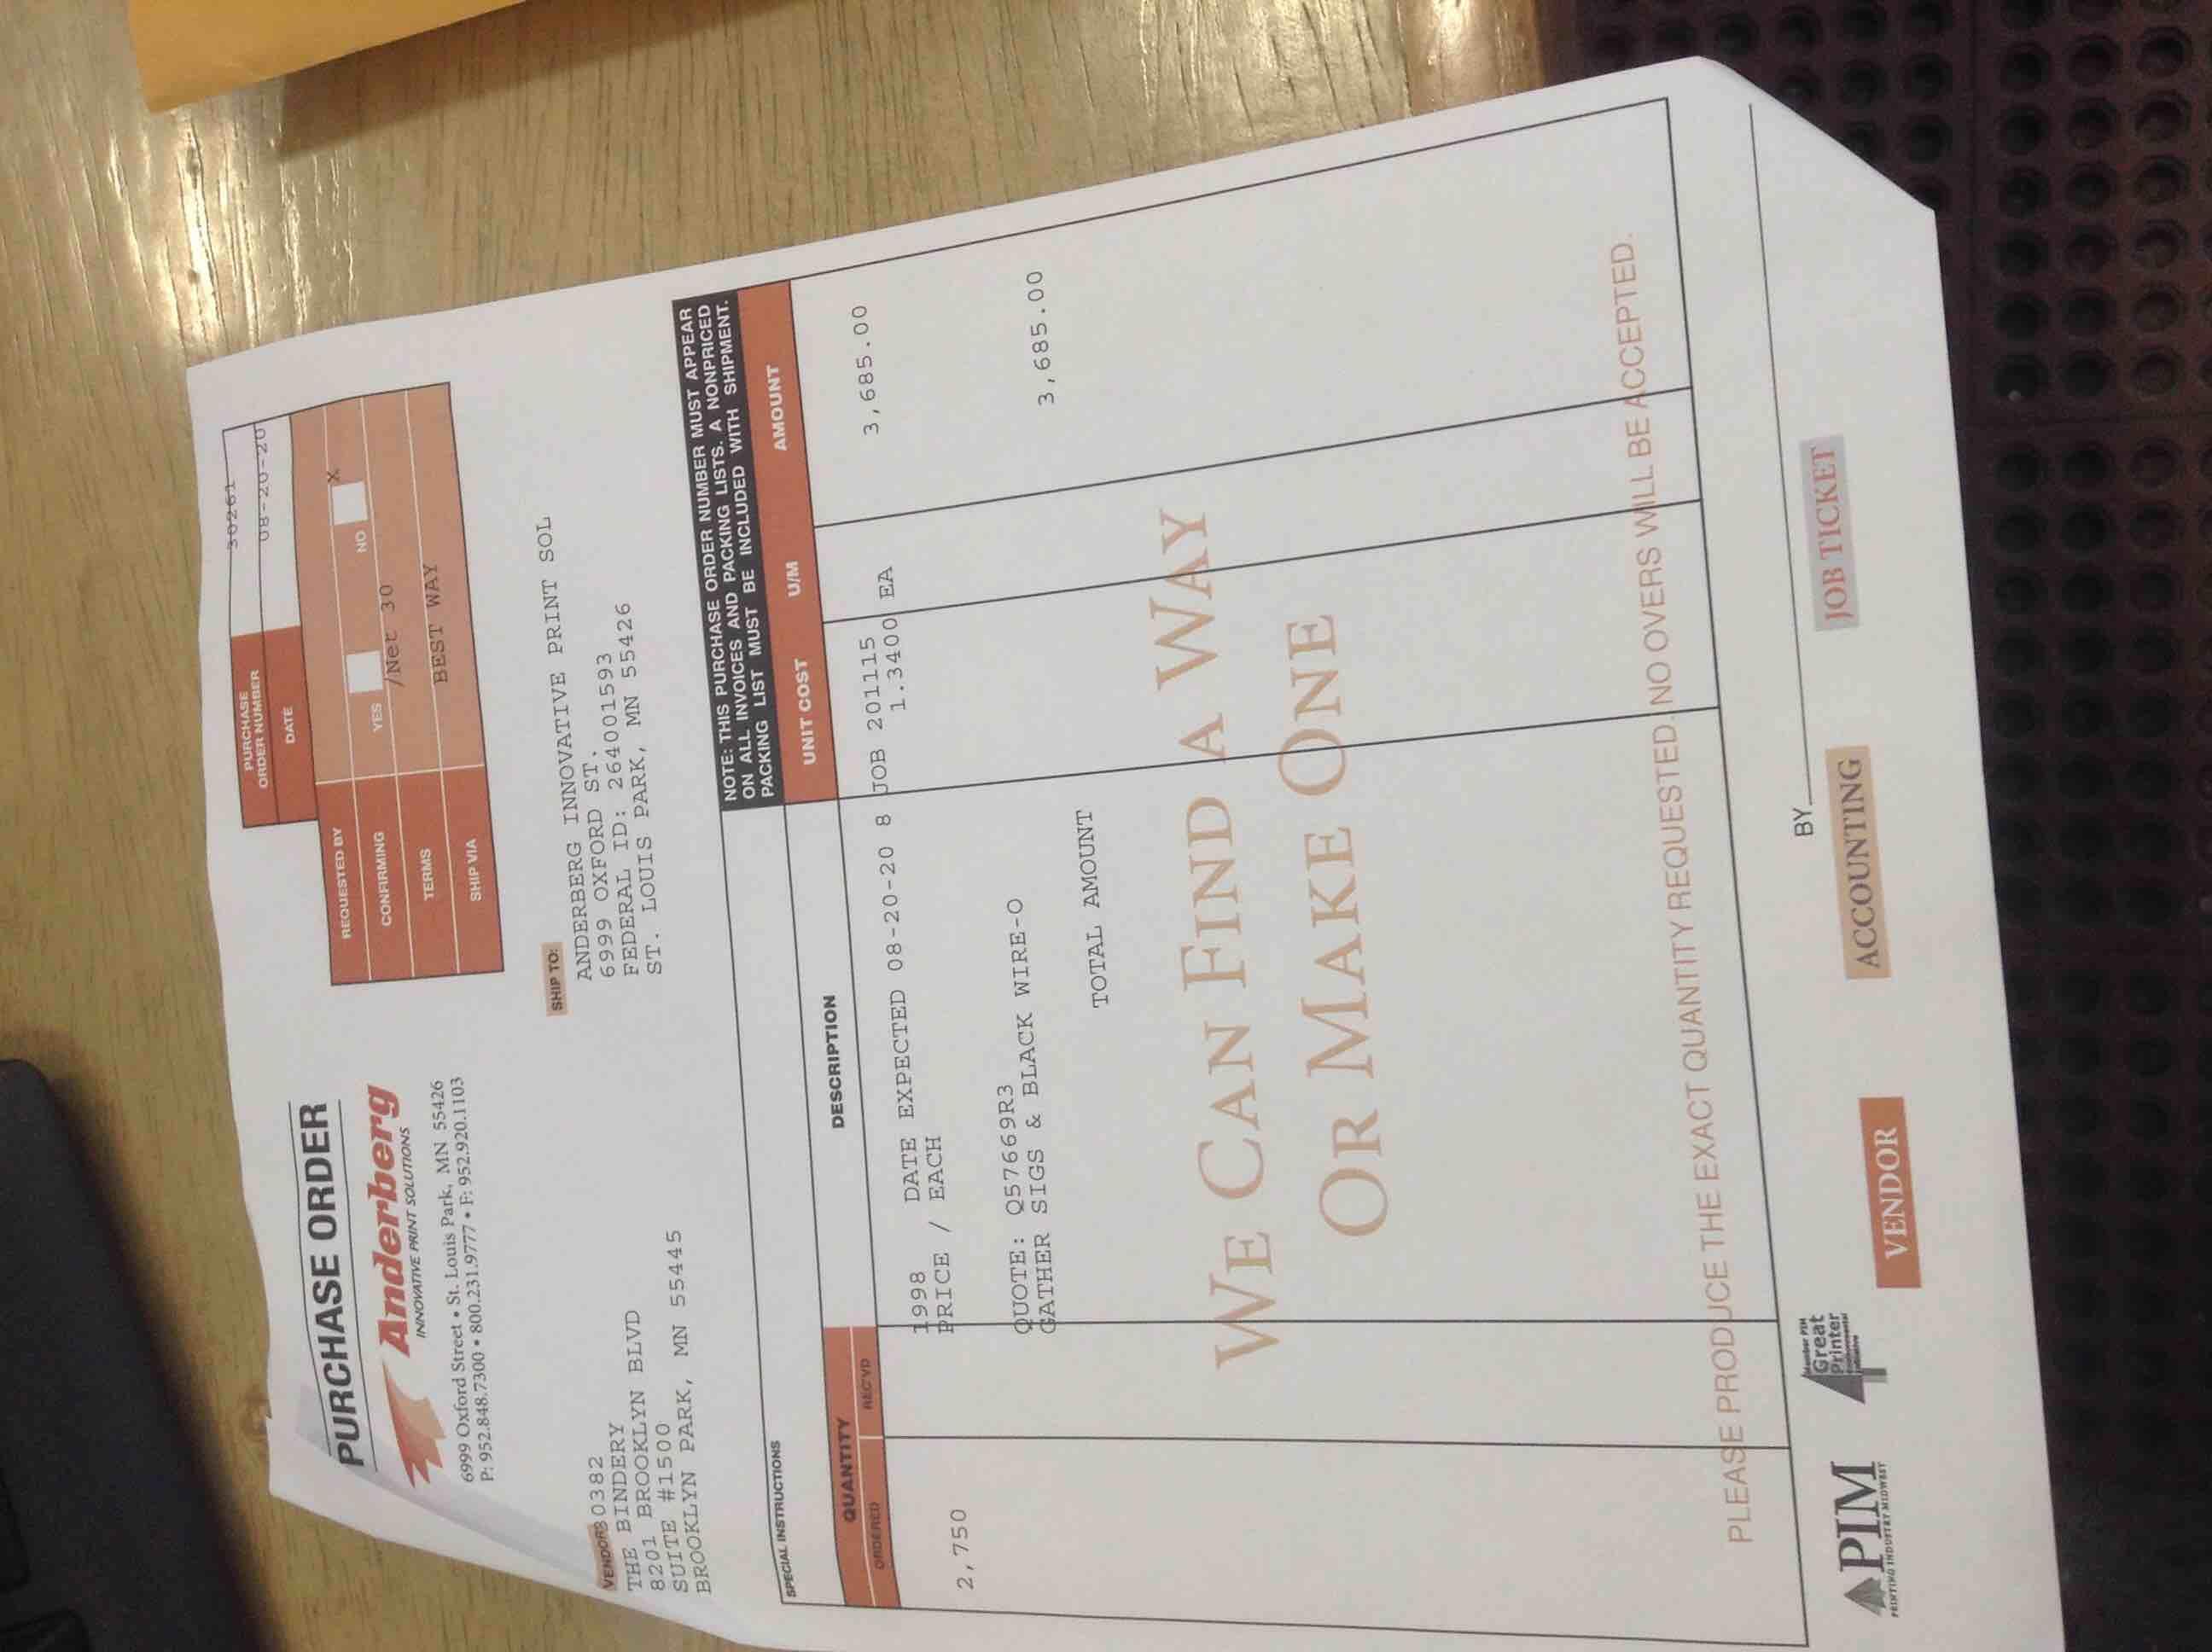 PURCHASE ORDER
Anderberg
INNOVATIVE PRINT SOLUTIONS
6999 Oxford Street • St. Louis Park, MN 55426
P: 952.848.7300 • 800.231.9777 • F: 952.920.1103
PURCHASE
ORDER NUMBER
30261
DATE
08-20-20
REQUESTED BY
CONFIRMING
YES
NO
X
TERMS
/Net 30
SHIP VIA
BEST WAY
VENDOR 30382
THE BINDERY
8201 BROOKLYN BLVD
SUITE #1500
BROOKLYN PARK, MN 55445
SHIP TO:
ANDERBERG INNOVATIVE PRINT SOL
6999 OXFORD ST.
FEDERAL ID: 264001593
ST. LOUIS PARK, MN 55426
SPECIAL INSTRUCTIONS
NOTE: THIS PURCHASE ORDER NUMBER MUST APPEAR
ON ALL INVOICES AND PACKING LISTS. A NONPRICED
PACKING LIST MUST BE INCLUDED WITH SHIPMENT.
QUANTITY
ORDERED
REC'VD
DESCRIPTION
UNIT COST
U/M
AMOUNT
1998 DATE EXPECTED 08-20-20 8 JOB 201115 3,685.00
2,750 PRICE / EACH 1.3400 EA
QUOTE: Q57669R3
GATHER SIGS & BLACK WIRE-O
TOTAL AMOUNT 3,685.00
WE CAN FIND A WAY
OR MAKE ONE
PLEASE PRODUCE THE EXACT QUANTITY REQUESTED. NO OVERS WILL BE ACCEPTED.
BY
PIM
PRINTING INDUSTRY MIDWEST
Member PIM
Great
Printer
VENDOR
ACCOUNTING
JOB TICKET